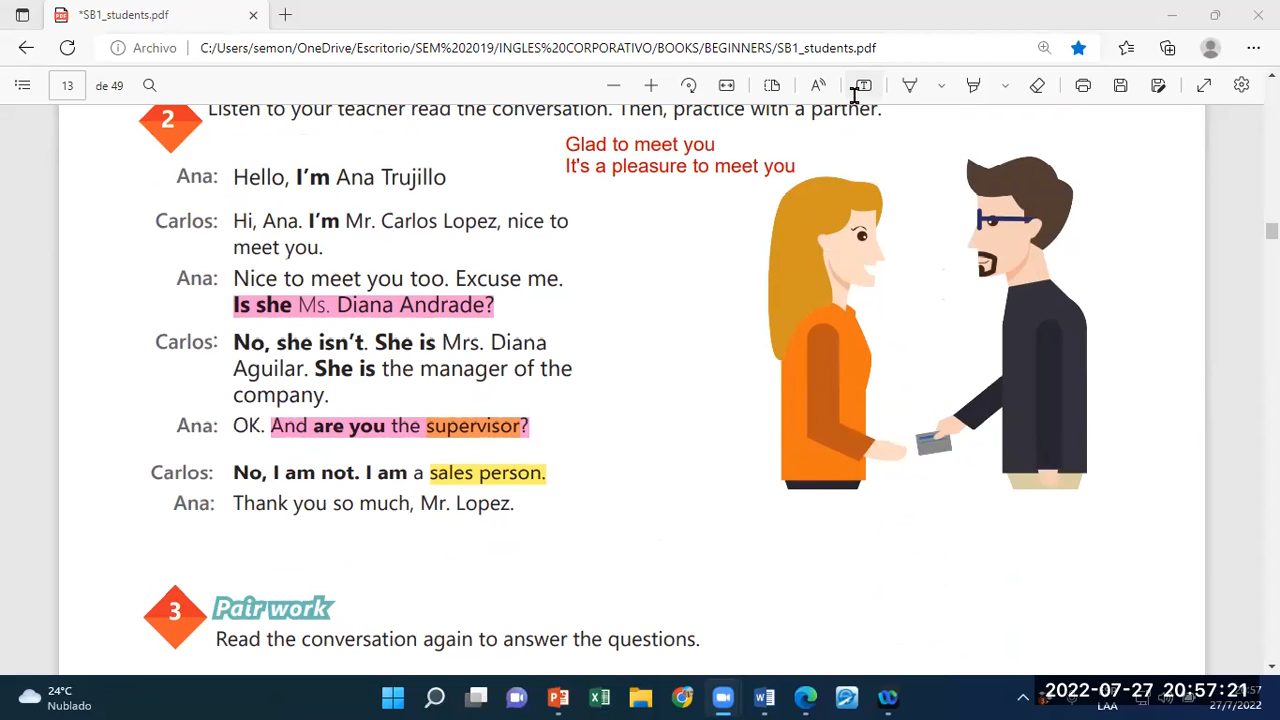 *SB1_students.pdf
Archivo
C:/Users/semon/OneDrive/Escritorio/SEM%202019/INGLES%20CORPORATIVO/BOOKS/BEGINNERS/SB1_students.pdf
13 de 49
2 Listen to your teacher read the conversation. Then, practice with a partner.
Glad to meet you
It's a pleasure to meet you
Ana: Hello, I'm Ana Trujillo
Carlos: Hi, Ana. I'm Mr. Carlos Lopez, nice to
meet you.
Ana: Nice to meet you too. Excuse me.
Is she Ms. Diana Andrade?
Carlos: No, she isn't. She is Mrs. Diana
Aguilar. She is the manager of the
company.
Ana: OK. And are you the supervisor?
Carlos: No, I am not. I am a sales person.
Ana: Thank you so much, Mr. Lopez.
3 Pair work
Read the conversation again to answer the questions.
24°C
Nublado
2022-07-27 20:57:21
LAA
27/7/2022